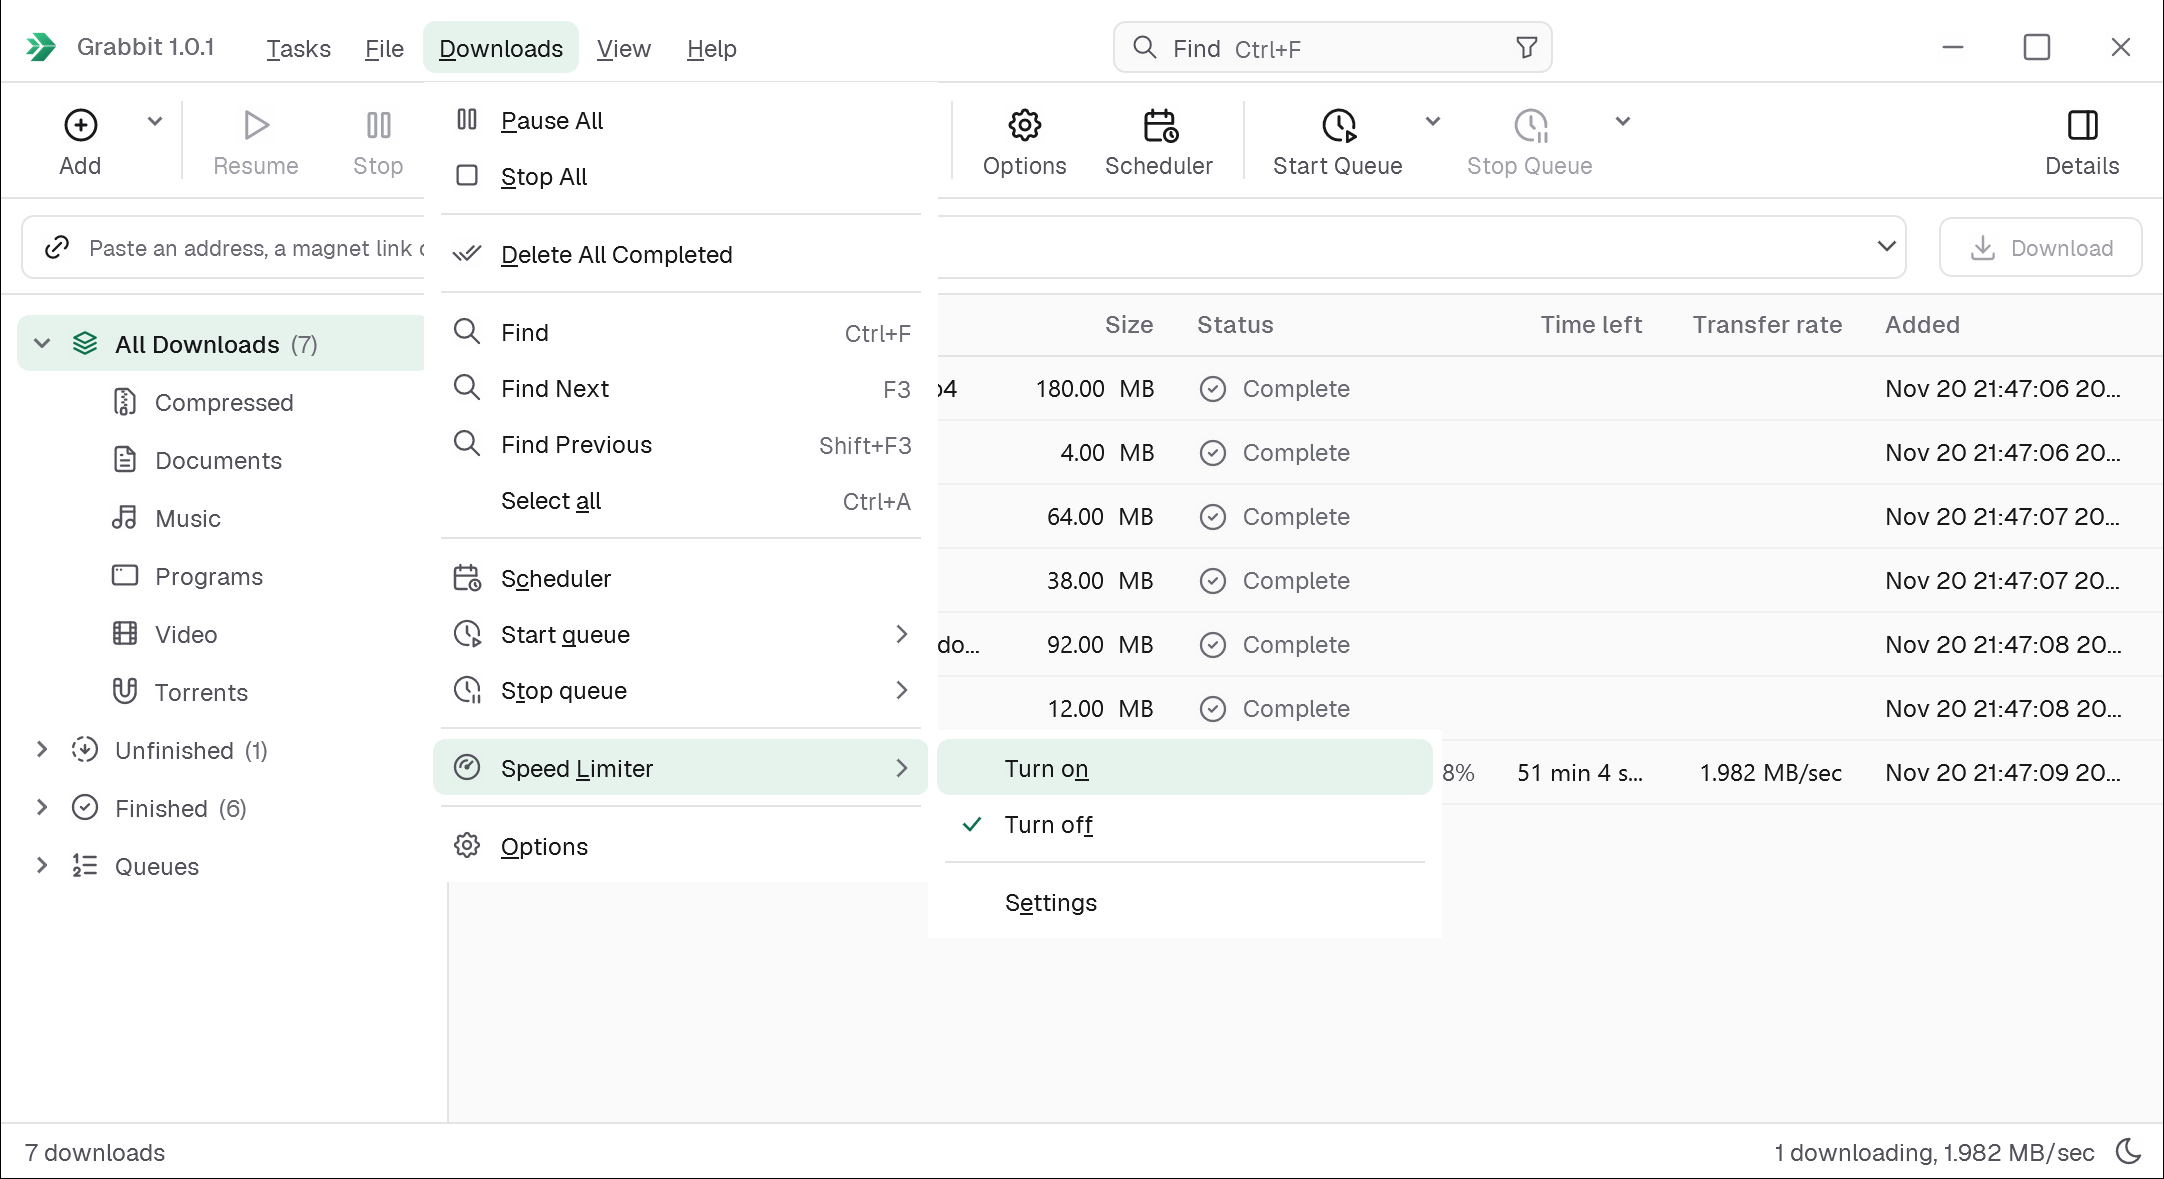 Grabbit 1.0.1 Tasks File Downloads View Help Find Ctrl+F
Add Resume Stop Options Scheduler Start Queue Stop Queue Details
Paste an address, a magnet link Download
Pause All
Stop All
Delete All Completed
Find Ctrl+F
Find Next F3
Find Previous Shift+F3
Select all Ctrl+A
Scheduler
Start queue
Stop queue
Speed Limiter
Options
Turn on
Turn off
Settings
All Downloads (7)
Compressed
Documents
Music
Programs
Video
Torrents
Unfinished (1)
Finished (6)
Queues
Size Status Time left Transfer rate Added
180.00 MB Complete Nov 20 21:47:06 20...
4.00 MB Complete Nov 20 21:47:06 20...
64.00 MB Complete Nov 20 21:47:07 20...
38.00 MB Complete Nov 20 21:47:07 20...
do... 92.00 MB Complete Nov 20 21:47:08 20...
12.00 MB Complete Nov 20 21:47:08 20...
8% 51 min 4 s... 1.982 MB/sec Nov 20 21:47:09 20...
7 downloads 1 downloading, 1.982 MB/sec